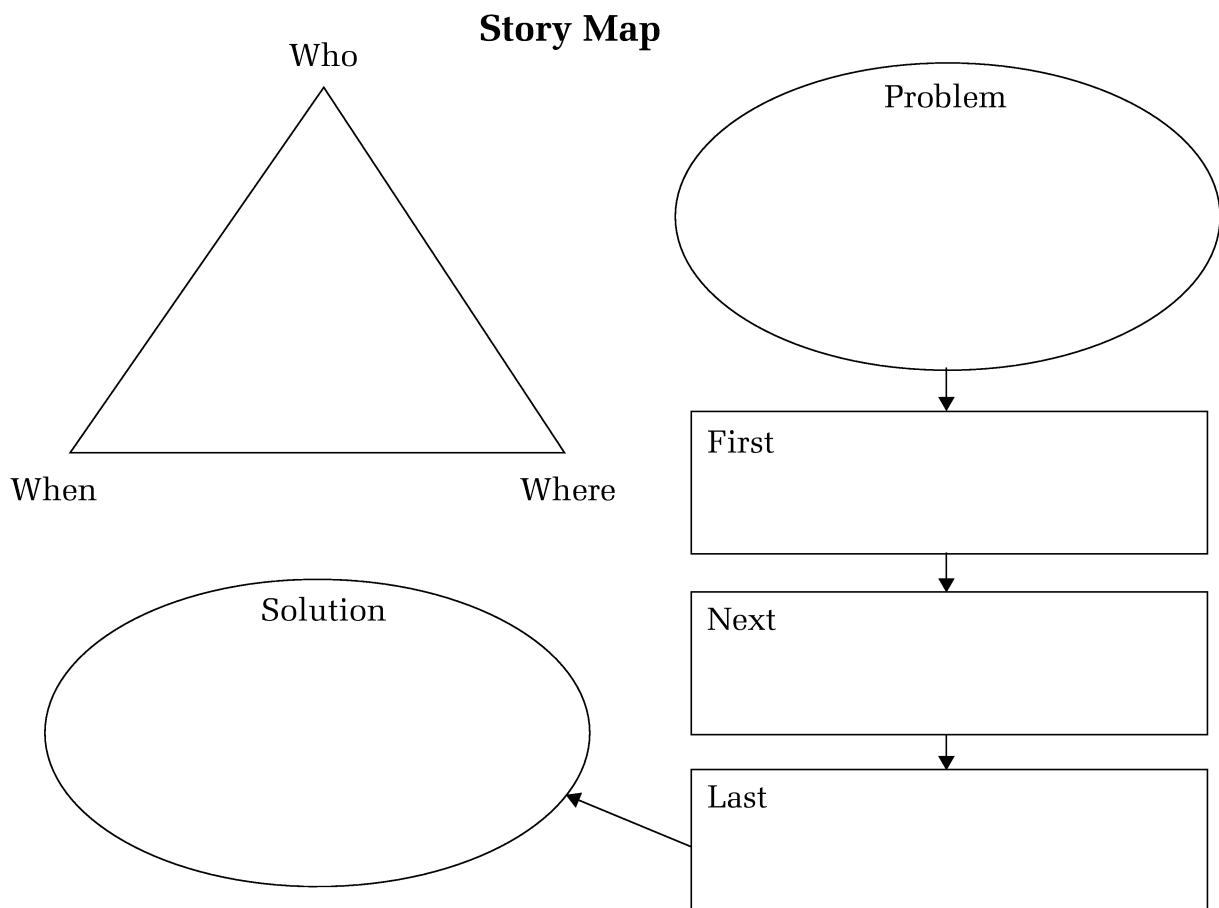 Story Map
Who
Problem
First
When
Where
Solution
Next
Last